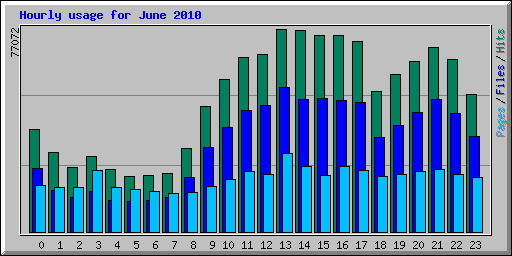 Hourly usage for June 2010
77072
Pages / Files / Hits
0 1 2 3 4 5 6 7 8 9 10 11 12 13 14 15 16 17 18 19 20 21 22 23